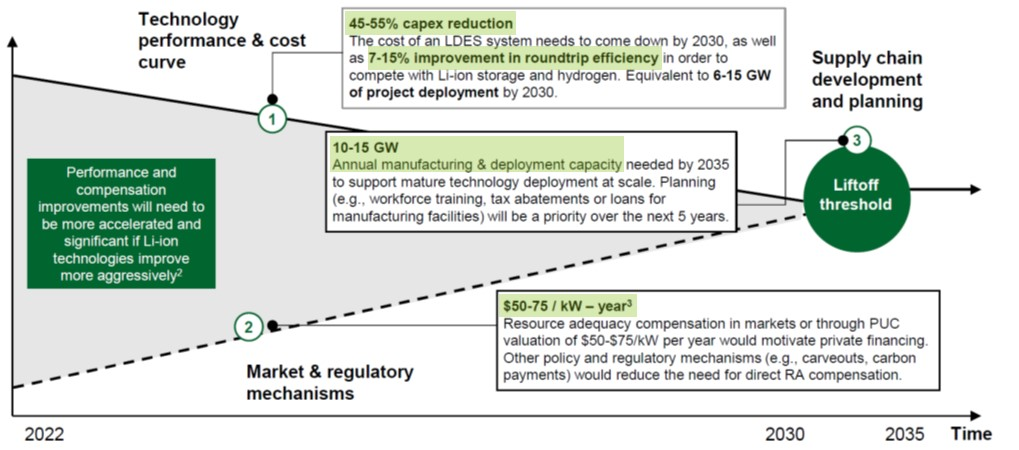 Technology
performance & cost
curve
45-55% capex reduction
The cost of an LDES system needs to come down by 2030, as well
as 7-15% improvement in roundtrip efficiency in order to
compete with Li-ion storage and hydrogen. Equivalent to 6-15 GW
of project deployment by 2030.
Supply chain
development
and planning
1
10-15 GW
Annual manufacturing & deployment capacity needed by 2035
to support mature technology deployment at scale. Planning
(e.g., workforce training, tax abatements or loans for
manufacturing facilities) will be a priority over the next 5 years.
3
Liftoff
threshold
Performance and
compensation
improvements will need to
be more accelerated and
significant if Li-ion
technologies improve
more aggressively2
2
$50-75 / kW – year3
Resource adequacy compensation in markets or through PUC
valuation of $50-$75/kW per year would motivate private financing.
Other policy and regulatory mechanisms (e.g., carveouts, carbon
payments) would reduce the need for direct RA compensation.
Market & regulatory
mechanisms
2022
2030
2035
Time